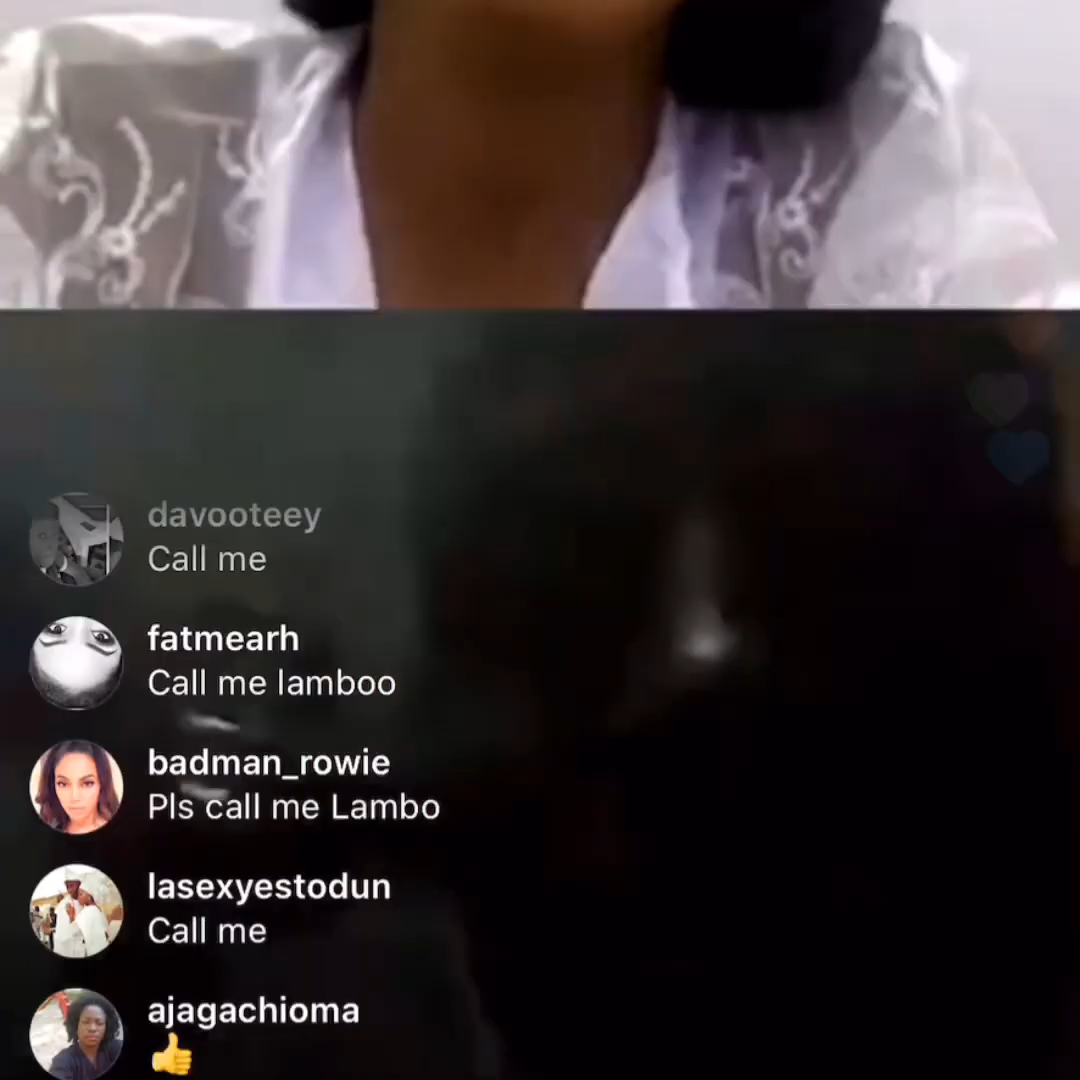 davooteey
Call me
fatmearh
Call me lamboo
badman_rowie
Pls call me Lambo
lasexyestodun
Call me
ajagachioma
👍